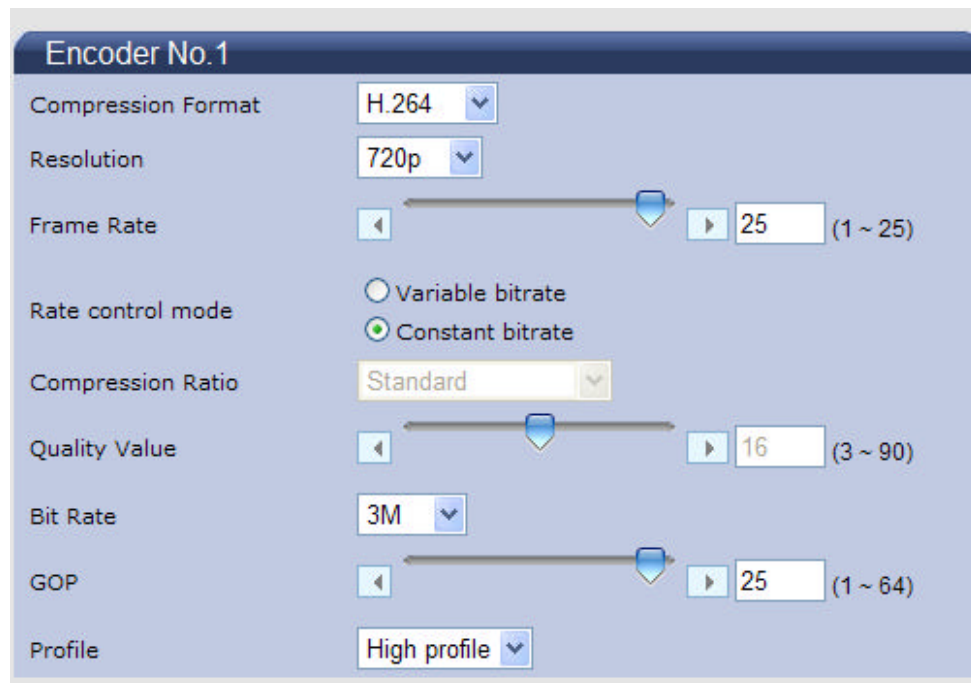 Encoder No.1
Compression Format H.264
Resolution 720p
Frame Rate 25 (1 ~ 25)
Rate control mode Variable bitrate
Constant bitrate
Compression Ratio Standard
Quality Value 16 (3 ~ 90)
Bit Rate 3M
GOP 25 (1 ~ 64)
Profile High profile